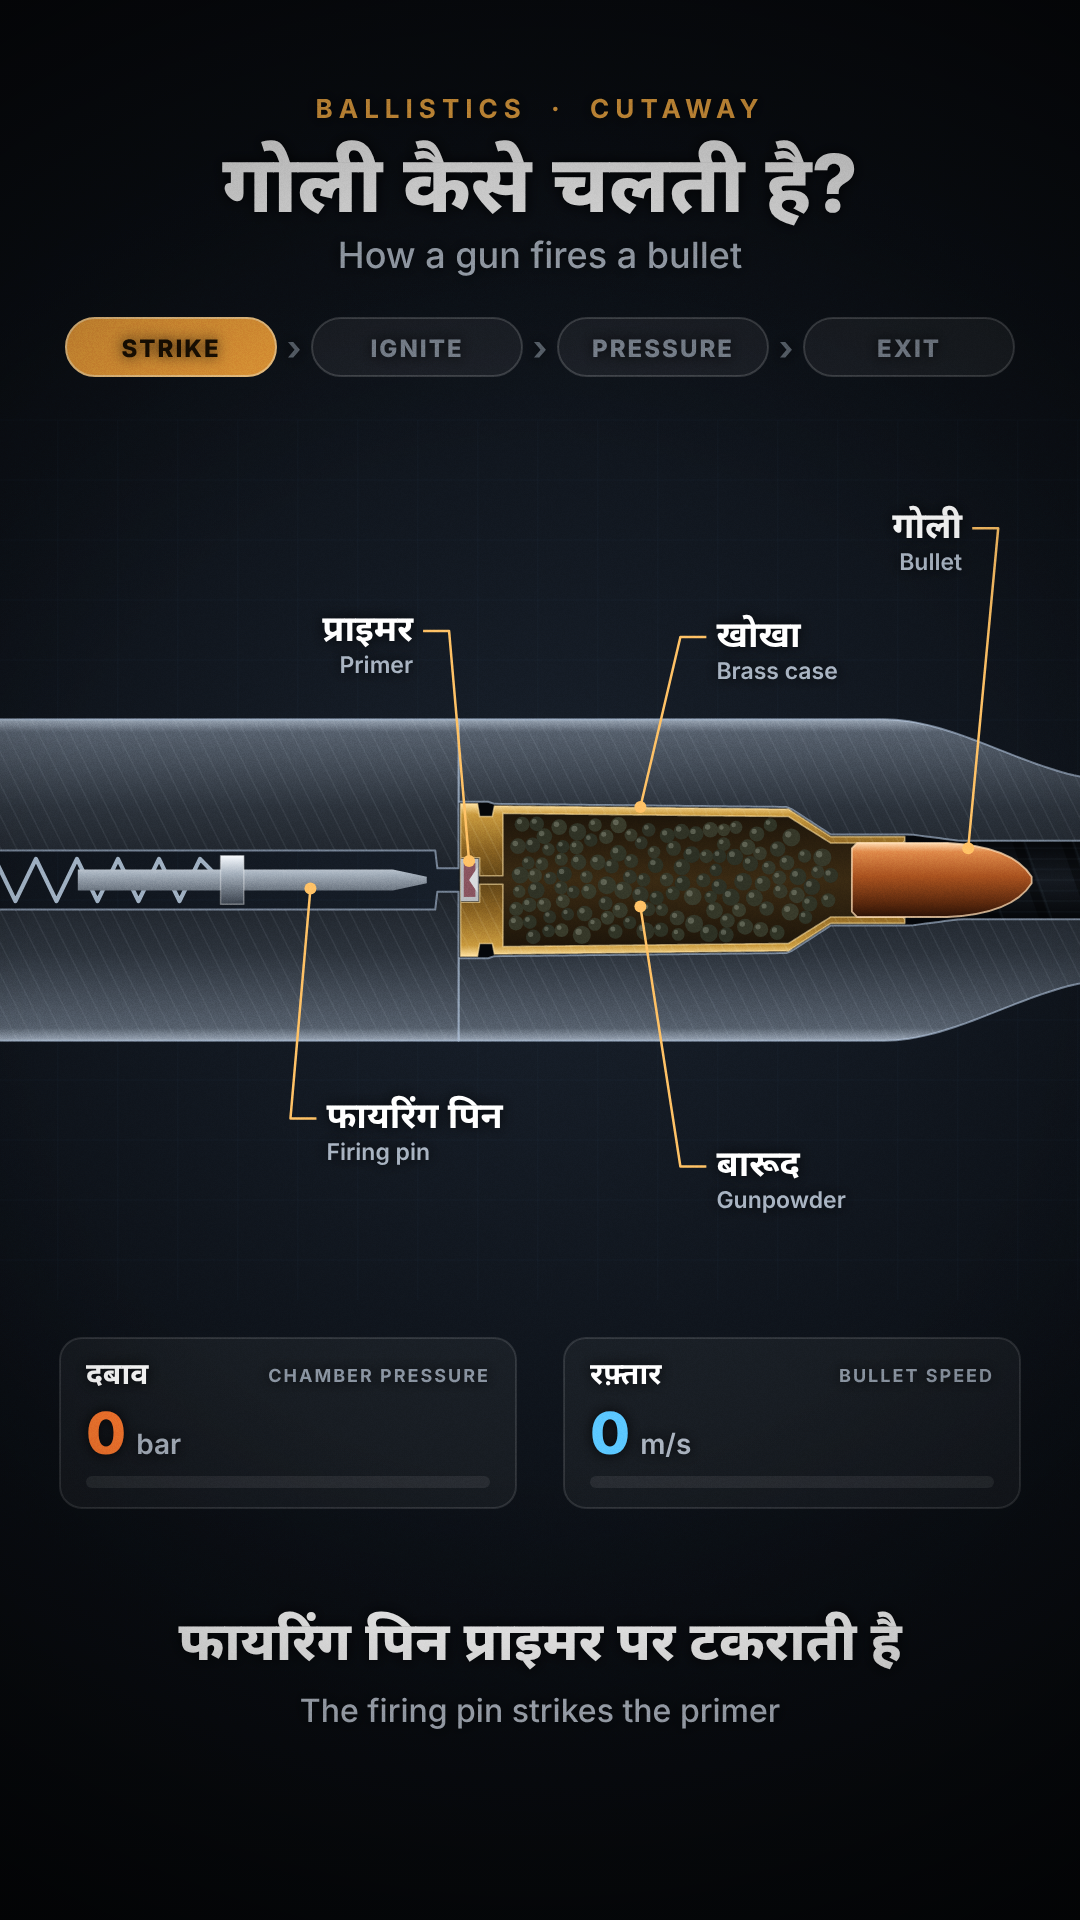 BALLISTICS · CUTAWAY
गोली कैसे चलती है?
How a gun fires a bullet
STRIKE › IGNITE › PRESSURE › EXIT
गोली
Bullet
प्राइमर
Primer
खोखा
Brass case
फायरिंग पिन
Firing pin
बारूद
Gunpowder
दबाव CHAMBER PRESSURE
0 bar
रफ़्तार BULLET SPEED
0 m/s
फायरिंग पिन प्राइमर पर टकराती है
The firing pin strikes the primer